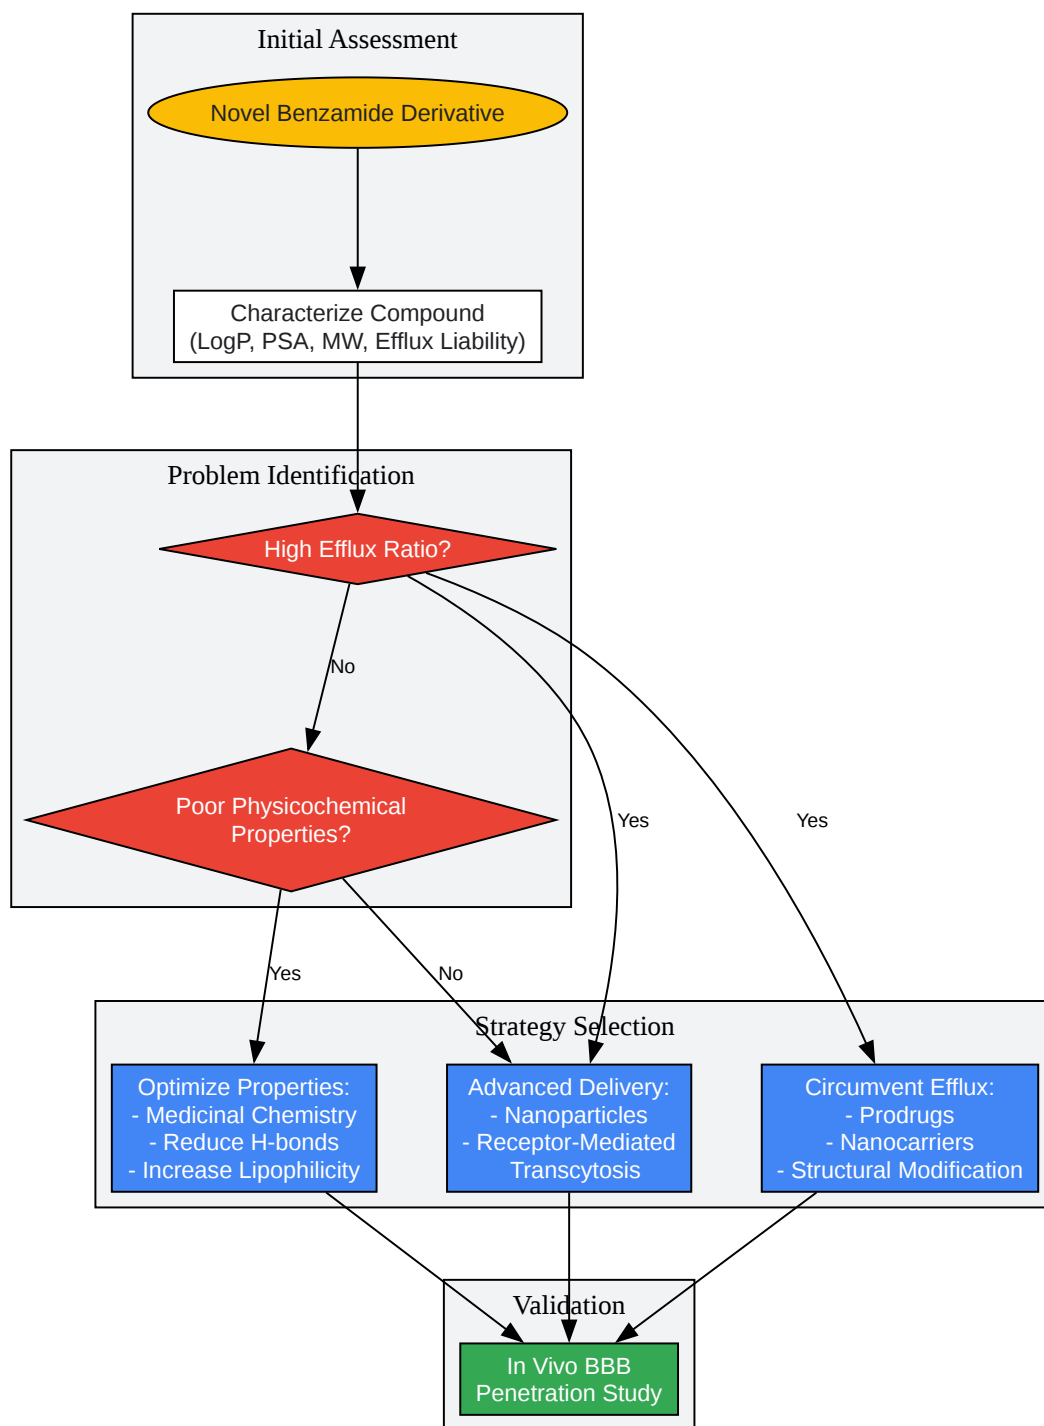 Initial Assessment
Novel Benzamide Derivative
Characterize Compound
(LogP, PSA, MW, Efflux Liability)
Problem Identification
High Efflux Ratio?
No
Poor Physicochemical
Properties?
Yes
Yes
Yes
No
Strategy Selection
Optimize Properties:
- Medicinal Chemistry
- Reduce H-bonds
- Increase Lipophilicity
Advanced Delivery:
- Nanoparticles
- Receptor-Mediated
Transcytosis
Circumvent Efflux:
- Prodrugs
- Nanocarriers
- Structural Modification
Validation
In Vivo BBB
Penetration Study